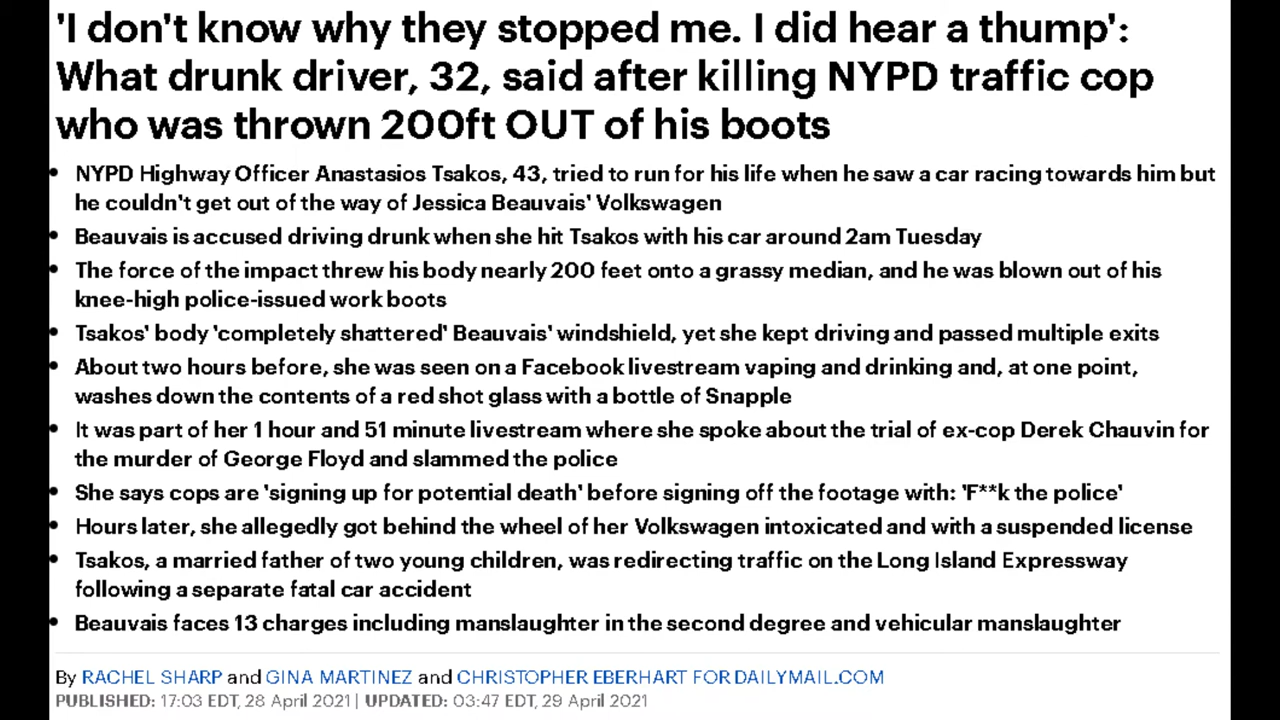 'I don't know why they stopped me. I did hear a thump':
What drunk driver, 32, said after killing NYPD traffic cop
who was thrown 200ft OUT of his boots
• NYPD Highway Officer Anastasios Tsakos, 43, tried to run for his life when he saw a car racing towards him but
he couldn't get out of the way of Jessica Beauvais' Volkswagen
• Beauvais is accused driving drunk when she hit Tsakos with his car around 2am Tuesday
• The force of the impact threw his body nearly 200 feet onto a grassy median, and he was blown out of his
knee-high police-issued work boots
• Tsakos' body 'completely shattered' Beauvais' windshield, yet she kept driving and passed multiple exits
• About two hours before, she was seen on a Facebook livestream vaping and drinking and, at one point,
washes down the contents of a red shot glass with a bottle of Snapple
• It was part of her 1 hour and 51 minute livestream where she spoke about the trial of ex-cop Derek Chauvin for
the murder of George Floyd and slammed the police
• She says cops are 'signing up for potential death' before signing off the footage with: 'F**k the police'
• Hours later, she allegedly got behind the wheel of her Volkswagen intoxicated and with a suspended license
• Tsakos, a married father of two young children, was redirecting traffic on the Long Island Expressway
following a separate fatal car accident
• Beauvais faces 13 charges including manslaughter in the second degree and vehicular manslaughter
By RACHEL SHARP and GINA MARTINEZ and CHRISTOPHER EBERHART FOR DAILYMAIL.COM
PUBLISHED: 17:03 EDT, 28 April 2021 | UPDATED: 03:47 EDT, 29 April 2021